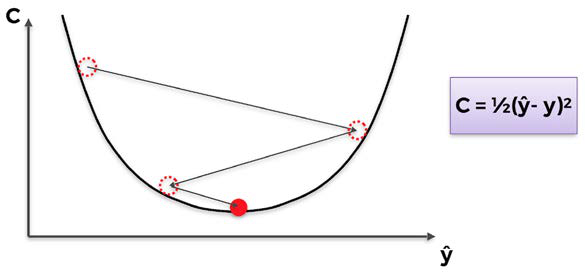 C
C = ½(ŷ- y)²
ŷ